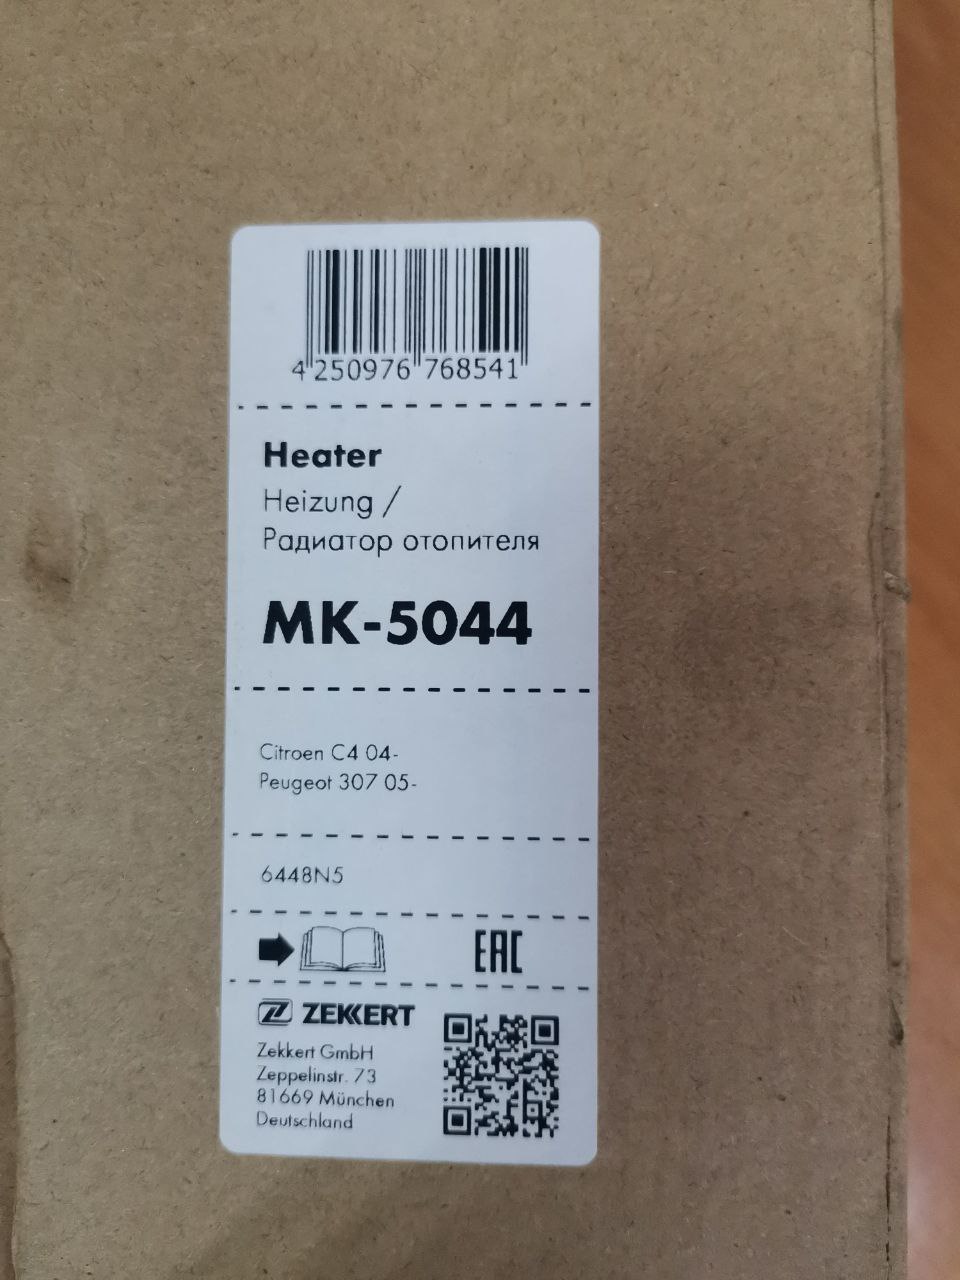 4 250976 768541
Heater
Heizung /
Радиатор отопителя
MK-5044
Citroen C4 04-
Peugeot 307 05-
6448N5
EAC
ZEKKERT
Zekkert GmbH
Zeppelinstr. 73
81669 München
Deutschland